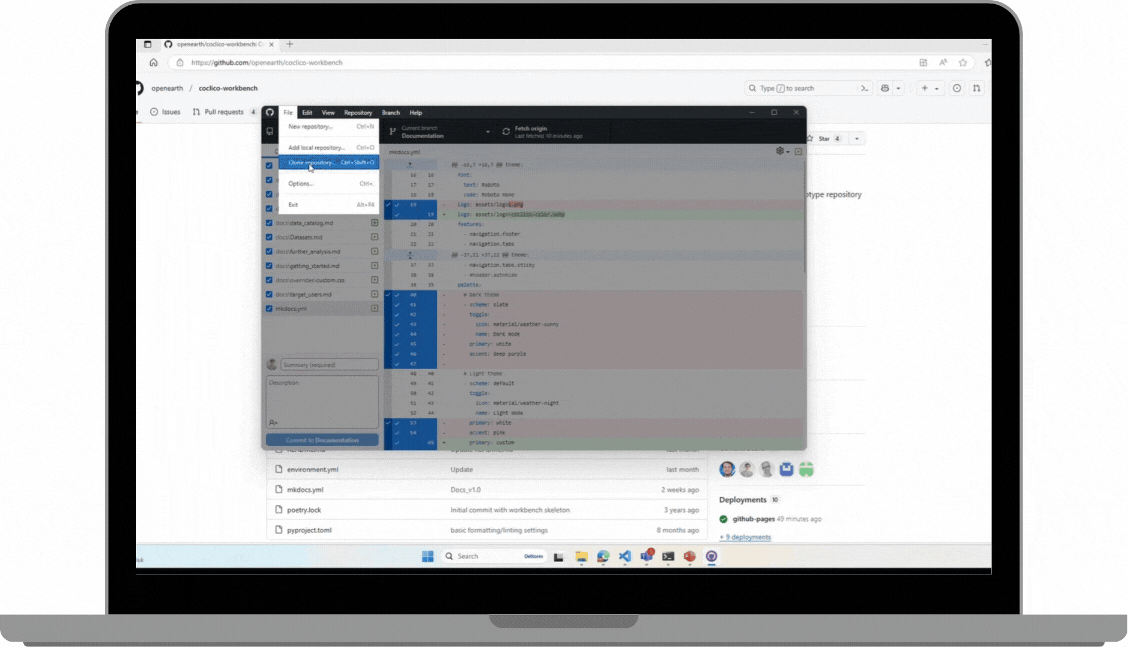 openearth/coclico-workbench: C
https://github.com/openearth/coclico-workbench
openearth / coclico-workbench
Type / to search
Issues
Pull requests 4
File Edit View Repository Branch Help
New repository... Ctrl+N
Add local repository... Ctrl+O
Clone repository... Ctrl+Shift+O
Options... Ctrl+,
Exit Alt+F4
Current branch
Documentation
Fetch origin
Last fetched 10 minutes ago
Star 4
mkdocs.yml
otype repository
docs\data_catalog.md
docs\Datasets.md
docs\further_analysis.md
docs\getting_started.md
docs\overrides\custom.css
docs\target_users.md
mkdocs.yml
Summary (required)
Description
Commit to Documentation
theme:
16 16 font:
17 17 text: Roboto
18 18 code: Roboto Mono
19 - logo: assets/logo.png
19 + logo: assets/logo-coclico-color.webp
20 20 features:
21 21 - navigation.footer
22 22 - navigation.tabs
theme:
37 37 - navigation.tabs.sticky
38 38 - #header.autohide
39 39 palette:
40 - # Dark Theme
41 - - scheme: slate
42 - toggle:
43 - icon: material/weather-sunny
44 - name: Dark mode
45 - primary: white
46 - accent: deep purple
47 -
48 40 # Light Theme
49 41 scheme: default
50 42 toggle:
51 43 icon: material/weather-night
52 44 name: Light mode
53 - primary: white
54 - accent: pink
45 + primary: custom
environment.yml Update last month
mkdocs.yml Docs_v1.0 2 weeks ago
poetry.lock Initial commit with workbench skeleton 3 years ago
pyproject.toml basic formatting/linting settings 8 months ago
Deployments 10
github-pages 49 minutes ago
+ 9 deployments
Search
Deltares